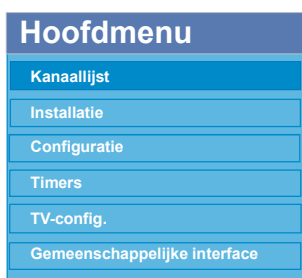 Hoofdmenu
Kanaallijst
Installatie
Configuratie
Timers
TV-config.
Gemeenschappelijke interface